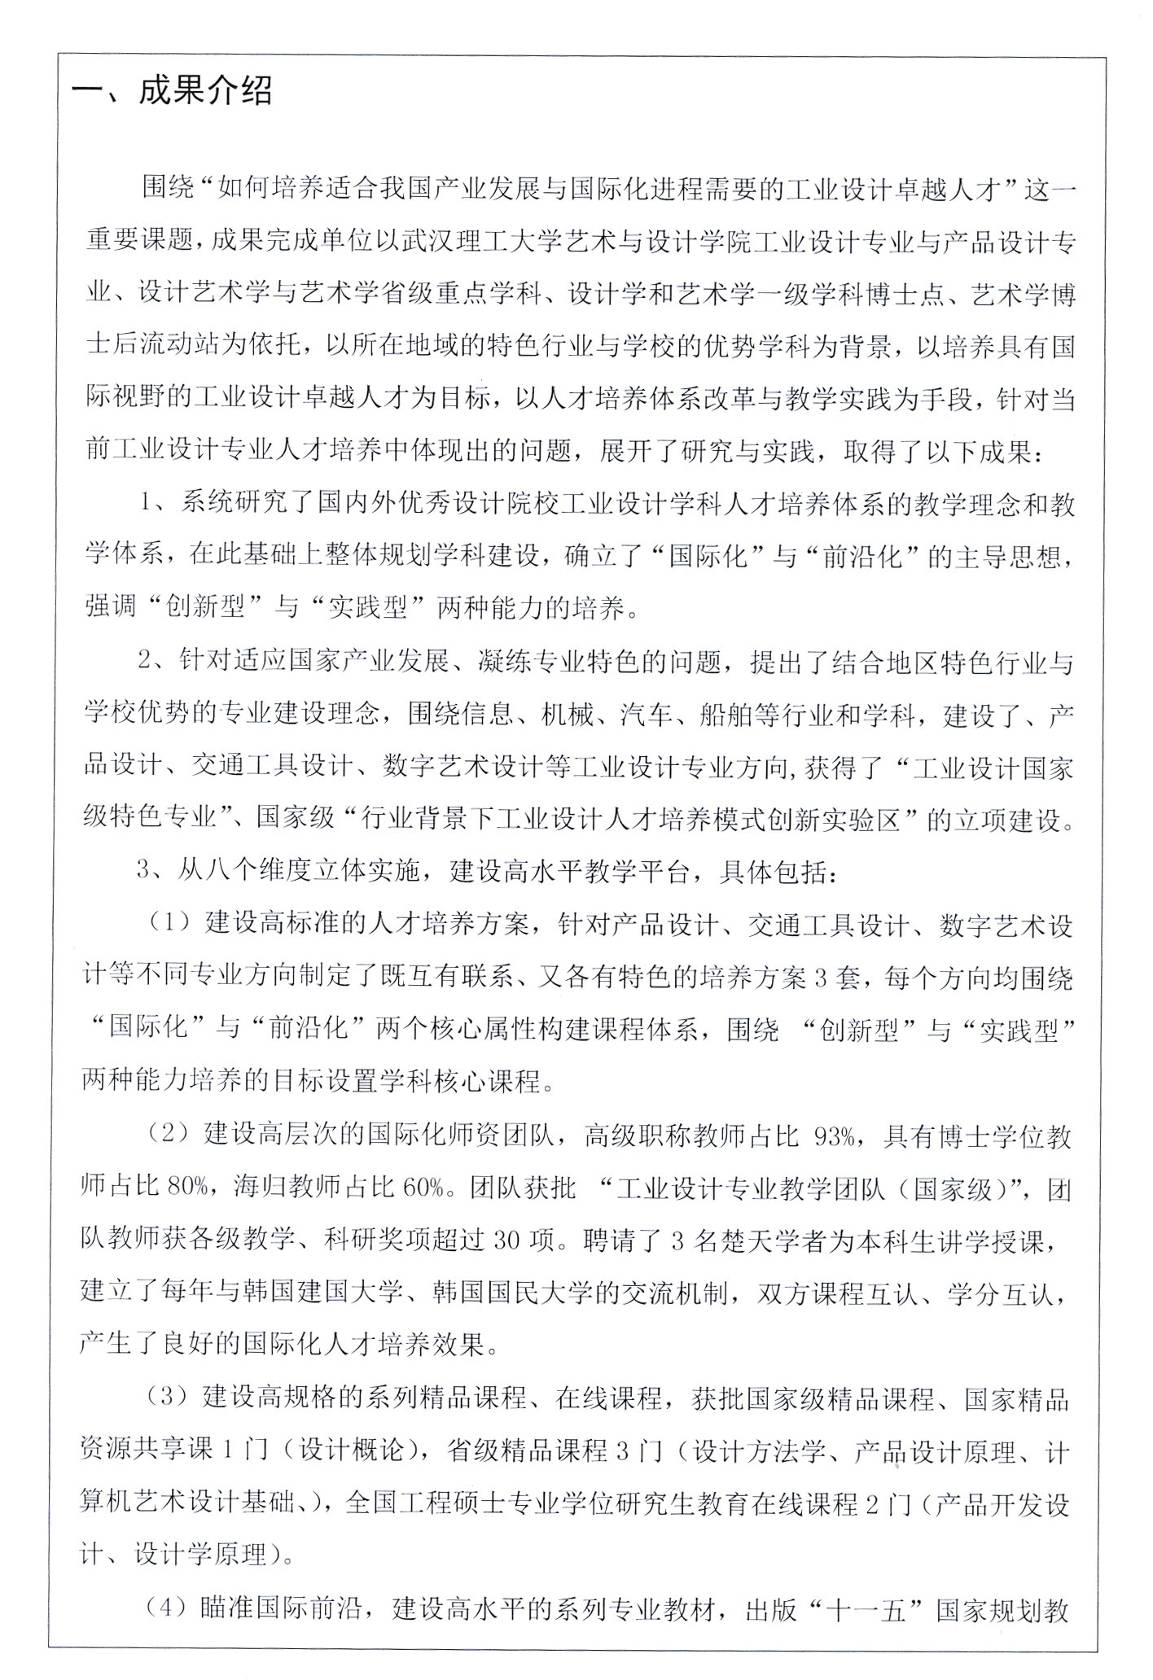 一、成果介绍
围绕“如何培养适合我国产业发展与国际化进程需要的工业设计卓越人才”这一
重要课题，成果完成单位以武汉理工大学艺术与设计学院工业设计专业与产品设计专
业、设计艺术学与艺术学省级重点学科、设计学和艺术学一级学科博士点、艺术学博
士后流动站为依托，以所在地域的特色行业与学校的优势学科为背景，以培养具有国
际视野的工业设计卓越人才为目标，以人才培养体系改革与教学实践为手段，针对当
前工业设计专业人才培养中体现出的问题，展开了研究与实践，取得了以下成果：
1、系统研究了国内外优秀设计院校工业设计学科人才培养体系的教学理念和教
学体系，在此基础上整体规划学科建设，确立了“国际化”与“前沿化”的主导思想，
强调“创新型”与“实践型”两种能力的培养。
2、针对适应国家产业发展、凝练专业特色的问题，提出了结合地区特色行业与
学校优势的专业建设理念，围绕信息、机械、汽车、船舶等行业和学科，建设了、产
品设计、交通工具设计、数字艺术设计等工业设计专业方向,获得了“工业设计国家
级特色专业”、国家级“行业背景下工业设计人才培养模式创新实验区”的立项建设。
3、从八个维度立体实施，建设高水平教学平台，具体包括：
（1）建设高标准的人才培养方案，针对产品设计、交通工具设计、数字艺术设
计等不同专业方向制定了既互有联系、又各有特色的培养方案 3 套，每个方向均围绕
“国际化”与“前沿化”两个核心属性构建课程体系，围绕 “创新型”与“实践型”
两种能力培养的目标设置学科核心课程。
（2）建设高层次的国际化师资团队，高级职称教师占比 93%，具有博士学位教
师占比 80%，海归教师占比 60%。团队获批 “工业设计专业教学团队（国家级）”，团
队教师获各级教学、科研奖项超过 30 项。聘请了 3 名楚天学者为本科生讲学授课，
建立了每年与韩国建国大学、韩国国民大学的交流机制，双方课程互认、学分互认，
产生了良好的国际化人才培养效果。
（3）建设高规格的系列精品课程、在线课程，获批国家级精品课程、国家精品
资源共享课 1 门（设计概论），省级精品课程 3 门（设计方法学、产品设计原理、计
算机艺术设计基础、），全国工程硕士专业学位研究生教育在线课程 2 门（产品开发设
计、设计学原理）。
（4）瞄准国际前沿，建设高水平的系列专业教材，出版“十一五”国家规划教